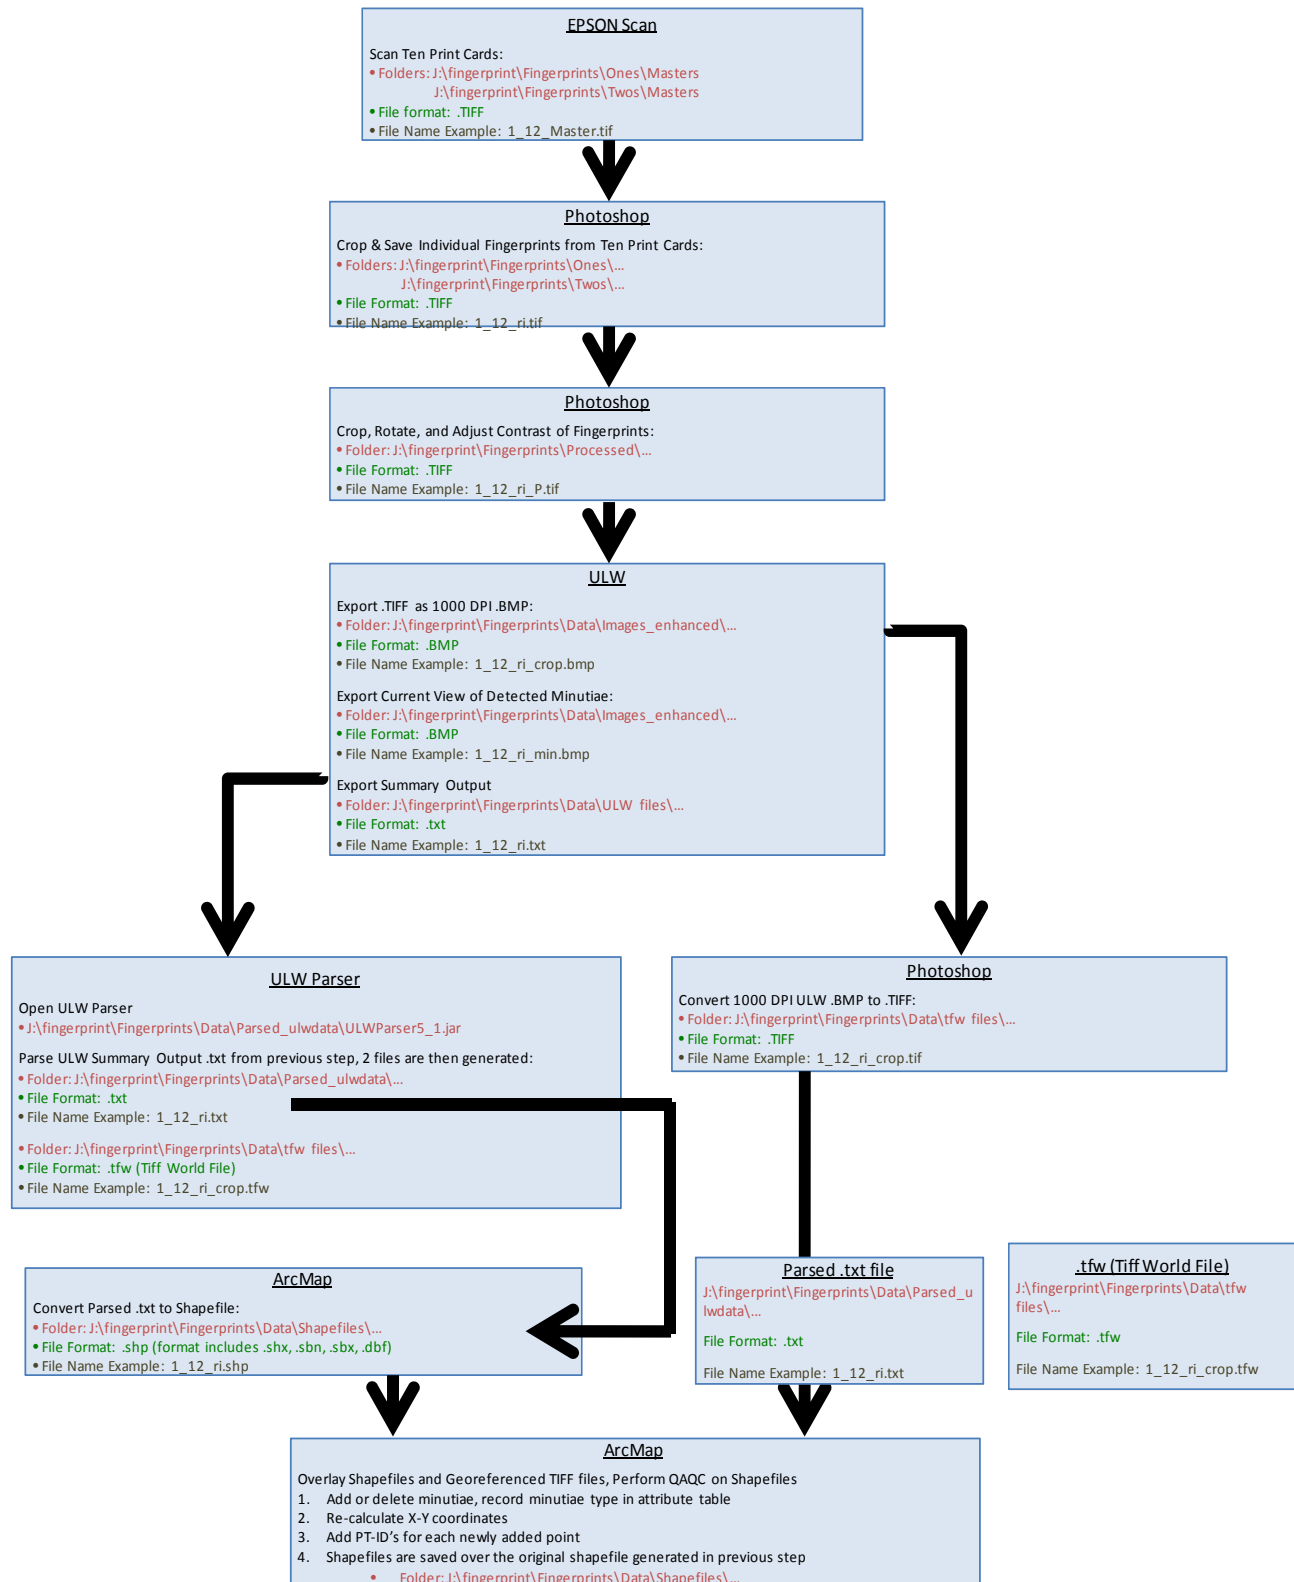 EPSON Scan
Scan Ten Print Cards:
• Folders: J:\fingerprint\Fingerprints\Ones\Masters
J:\fingerprint\Fingerprints\Twos\Masters
• File format: .TIFF
• File Name Example: 1_12_Master.tif
Photoshop
Crop & Save Individual Fingerprints from Ten Print Cards:
• Folders: J:\fingerprint\Fingerprints\Ones\...
J:\fingerprint\Fingerprints\Twos\...
• File Format: .TIFF
• File Name Example: 1_12_ri.tif
Photoshop
Crop, Rotate, and Adjust Contrast of Fingerprints:
• Folder: J:\fingerprint\Fingerprints\Processed\...
• File Format: .TIFF
• File Name Example: 1_12_ri_P.tif
ULW
Export .TIFF as 1000 DPI .BMP:
• Folder: J:\fingerprint\Fingerprints\Data\Images_enhanced\...
• File Format: .BMP
• File Name Example: 1_12_ri_crop.bmp
Export Current View of Detected Minutiae:
• Folder: J:\fingerprint\Fingerprints\Data\Images_enhanced\...
• File Format: .BMP
• File Name Example: 1_12_ri_min.bmp
Export Summary Output
• Folder: J:\fingerprint\Fingerprints\Data\ULW files\...
• File Format: .txt
• File Name Example: 1_12_ri.txt
ULW Parser
Open ULW Parser
• J:\fingerprint\Fingerprints\Data\Parsed_ulwdata\ULWParser5_1.jar
Parse ULW Summary Output .txt from previous step, 2 files are then generated:
• Folder: J:\fingerprint\Fingerprints\Data\Parsed_ulwdata\...
• File Format: .txt
• File Name Example: 1_12_ri.txt
• Folder: J:\fingerprint\Fingerprints\Data\tfw files\...
• File Format: .tfw (Tiff World File)
• File Name Example: 1_12_ri_crop.tfw
Photoshop
Convert 1000 DPI ULW .BMP to .TIFF:
• Folder: J:\fingerprint\Fingerprints\Data\tfw files\...
• File Format: .TIFF
• File Name Example: 1_12_ri_crop.tif
ArcMap
Convert Parsed .txt to Shapefile:
• Folder: J:\fingerprint\Fingerprints\Data\Shapefiles\...
• File Format: .shp (format includes .shx, .sbn, .sbx, .dbf)
• File Name Example: 1_12_ri.shp
Parsed .txt file
J:\fingerprint\Fingerprints\Data\Parsed_u
lwdata\...
File Format: .txt
File Name Example: 1_12_ri.txt
.tfw (Tiff World File)
J:\fingerprint\Fingerprints\Data\tfw
files\...
File Format: .tfw
File Name Example: 1_12_ri_crop.tfw
ArcMap
Overlay Shapefiles and Georeferenced TIFF files, Perform QAQC on Shapefiles
1. Add or delete minutiae, record minutiae type in attribute table
2. Re-calculate X-Y coordinates
3. Add PT-ID's for each newly added point
4. Shapefiles are saved over the original shapefile generated in previous step
• Folder: J:\fingerprint\Fingerprints\Data\Shapefiles\...